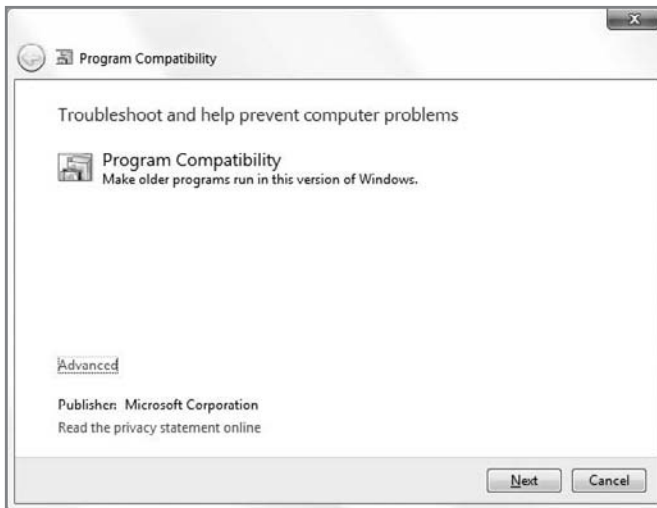 Program Compatibility
Troubleshoot and help prevent computer problems
Program Compatibility
Make older programs run in this version of Windows.
Advanced
Publisher: Microsoft Corporation
Read the privacy statement online
Next Cancel